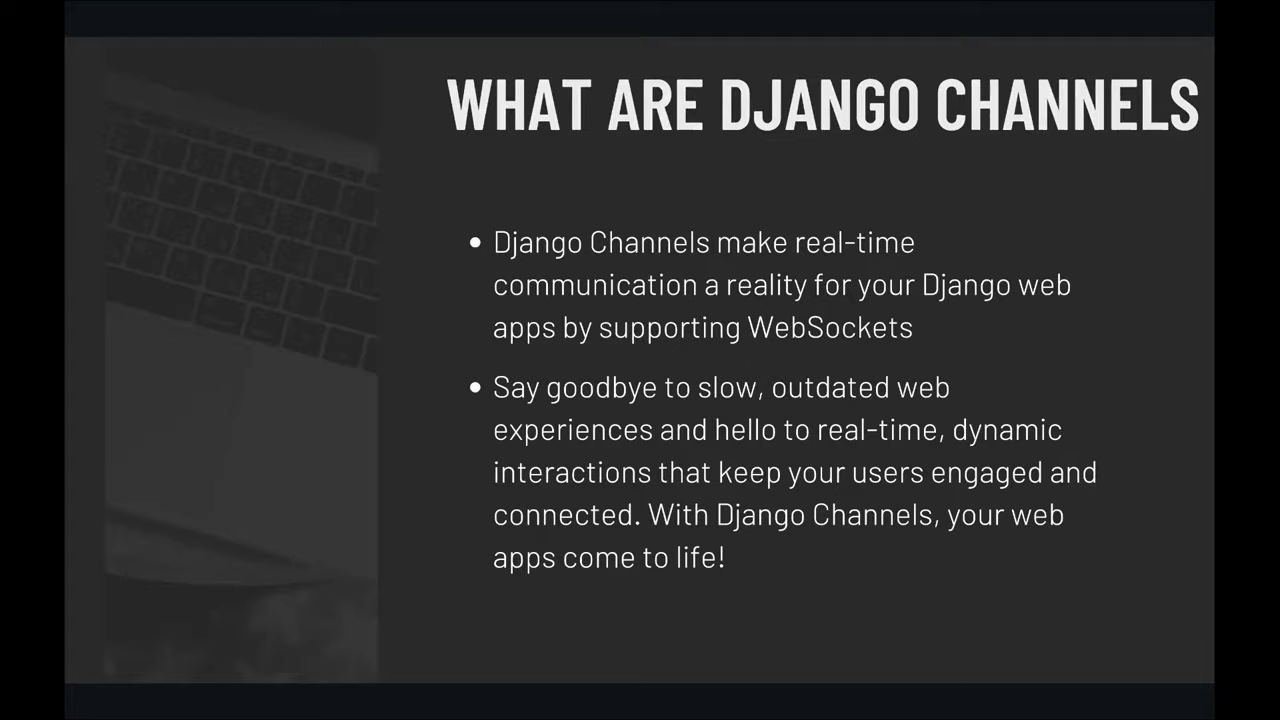 WHAT ARE DJANGO CHANNELS
• Django Channels make real-time
communication a reality for your Django web
apps by supporting WebSockets
• Say goodbye to slow, outdated web
experiences and hello to real-time, dynamic
interactions that keep your users engaged and
connected. With Django Channels, your web
apps come to life!